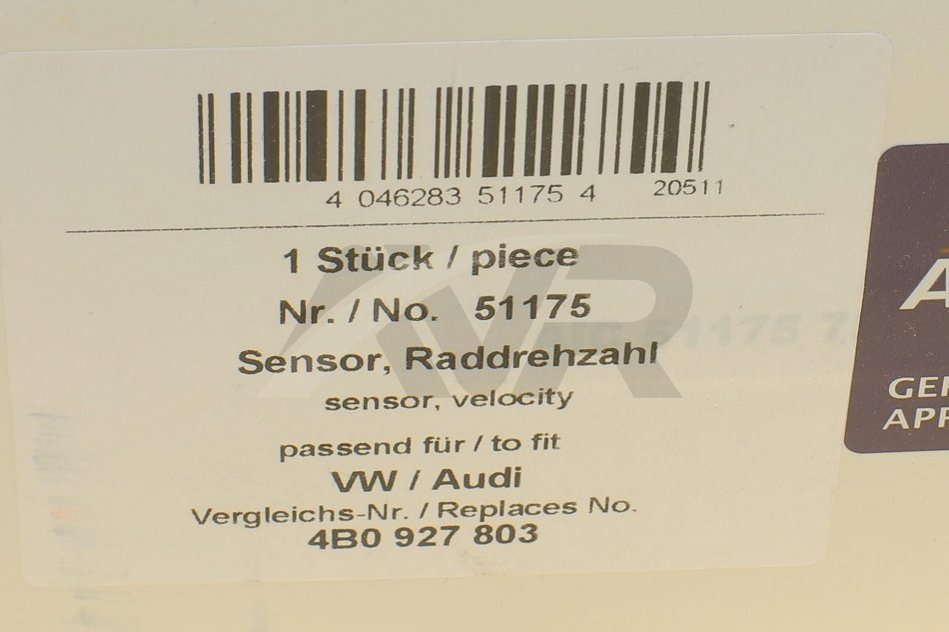 4 046283 51175 4 20511
1 Stück / piece
Nr. / No. 51175
Sensor, Raddrehzahl
sensor, velocity
passend für / to fit
VW / Audi
Vergleichs-Nr. / Replaces No.
4B0 927 803